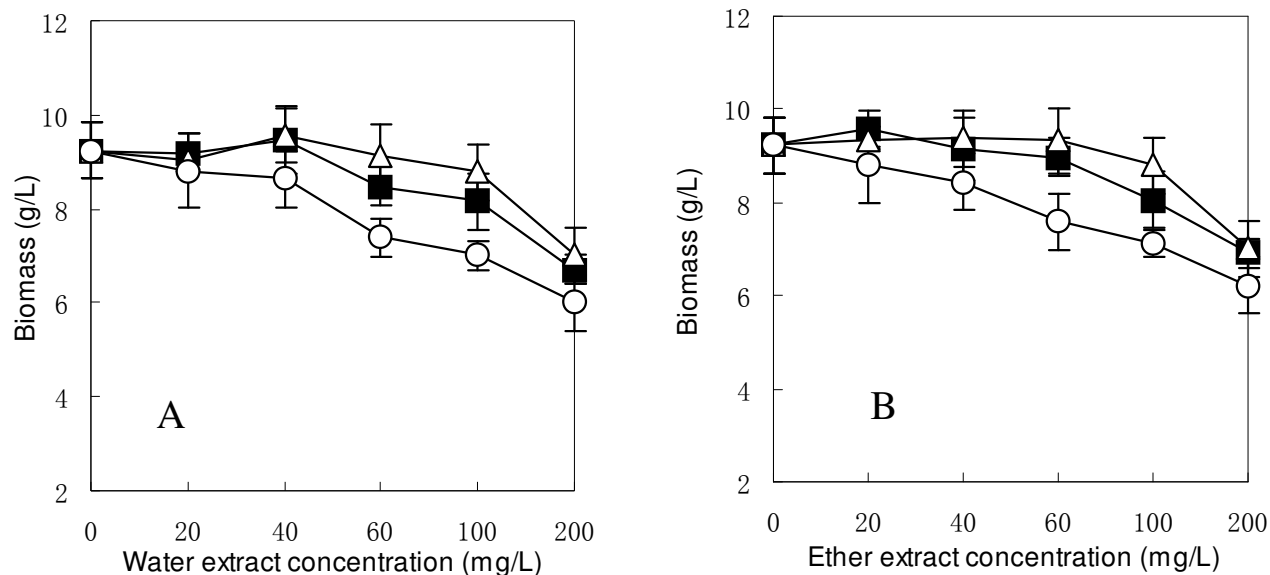 12
10
8
6
4
2
Biomass (g/L)
A
0 20 40 60 100 200
Water extract concentration (mg/L)
12
10
8
6
4
2
Biomass (g/L)
B
0 20 40 60 100 200
Ether extract concentration (mg/L)